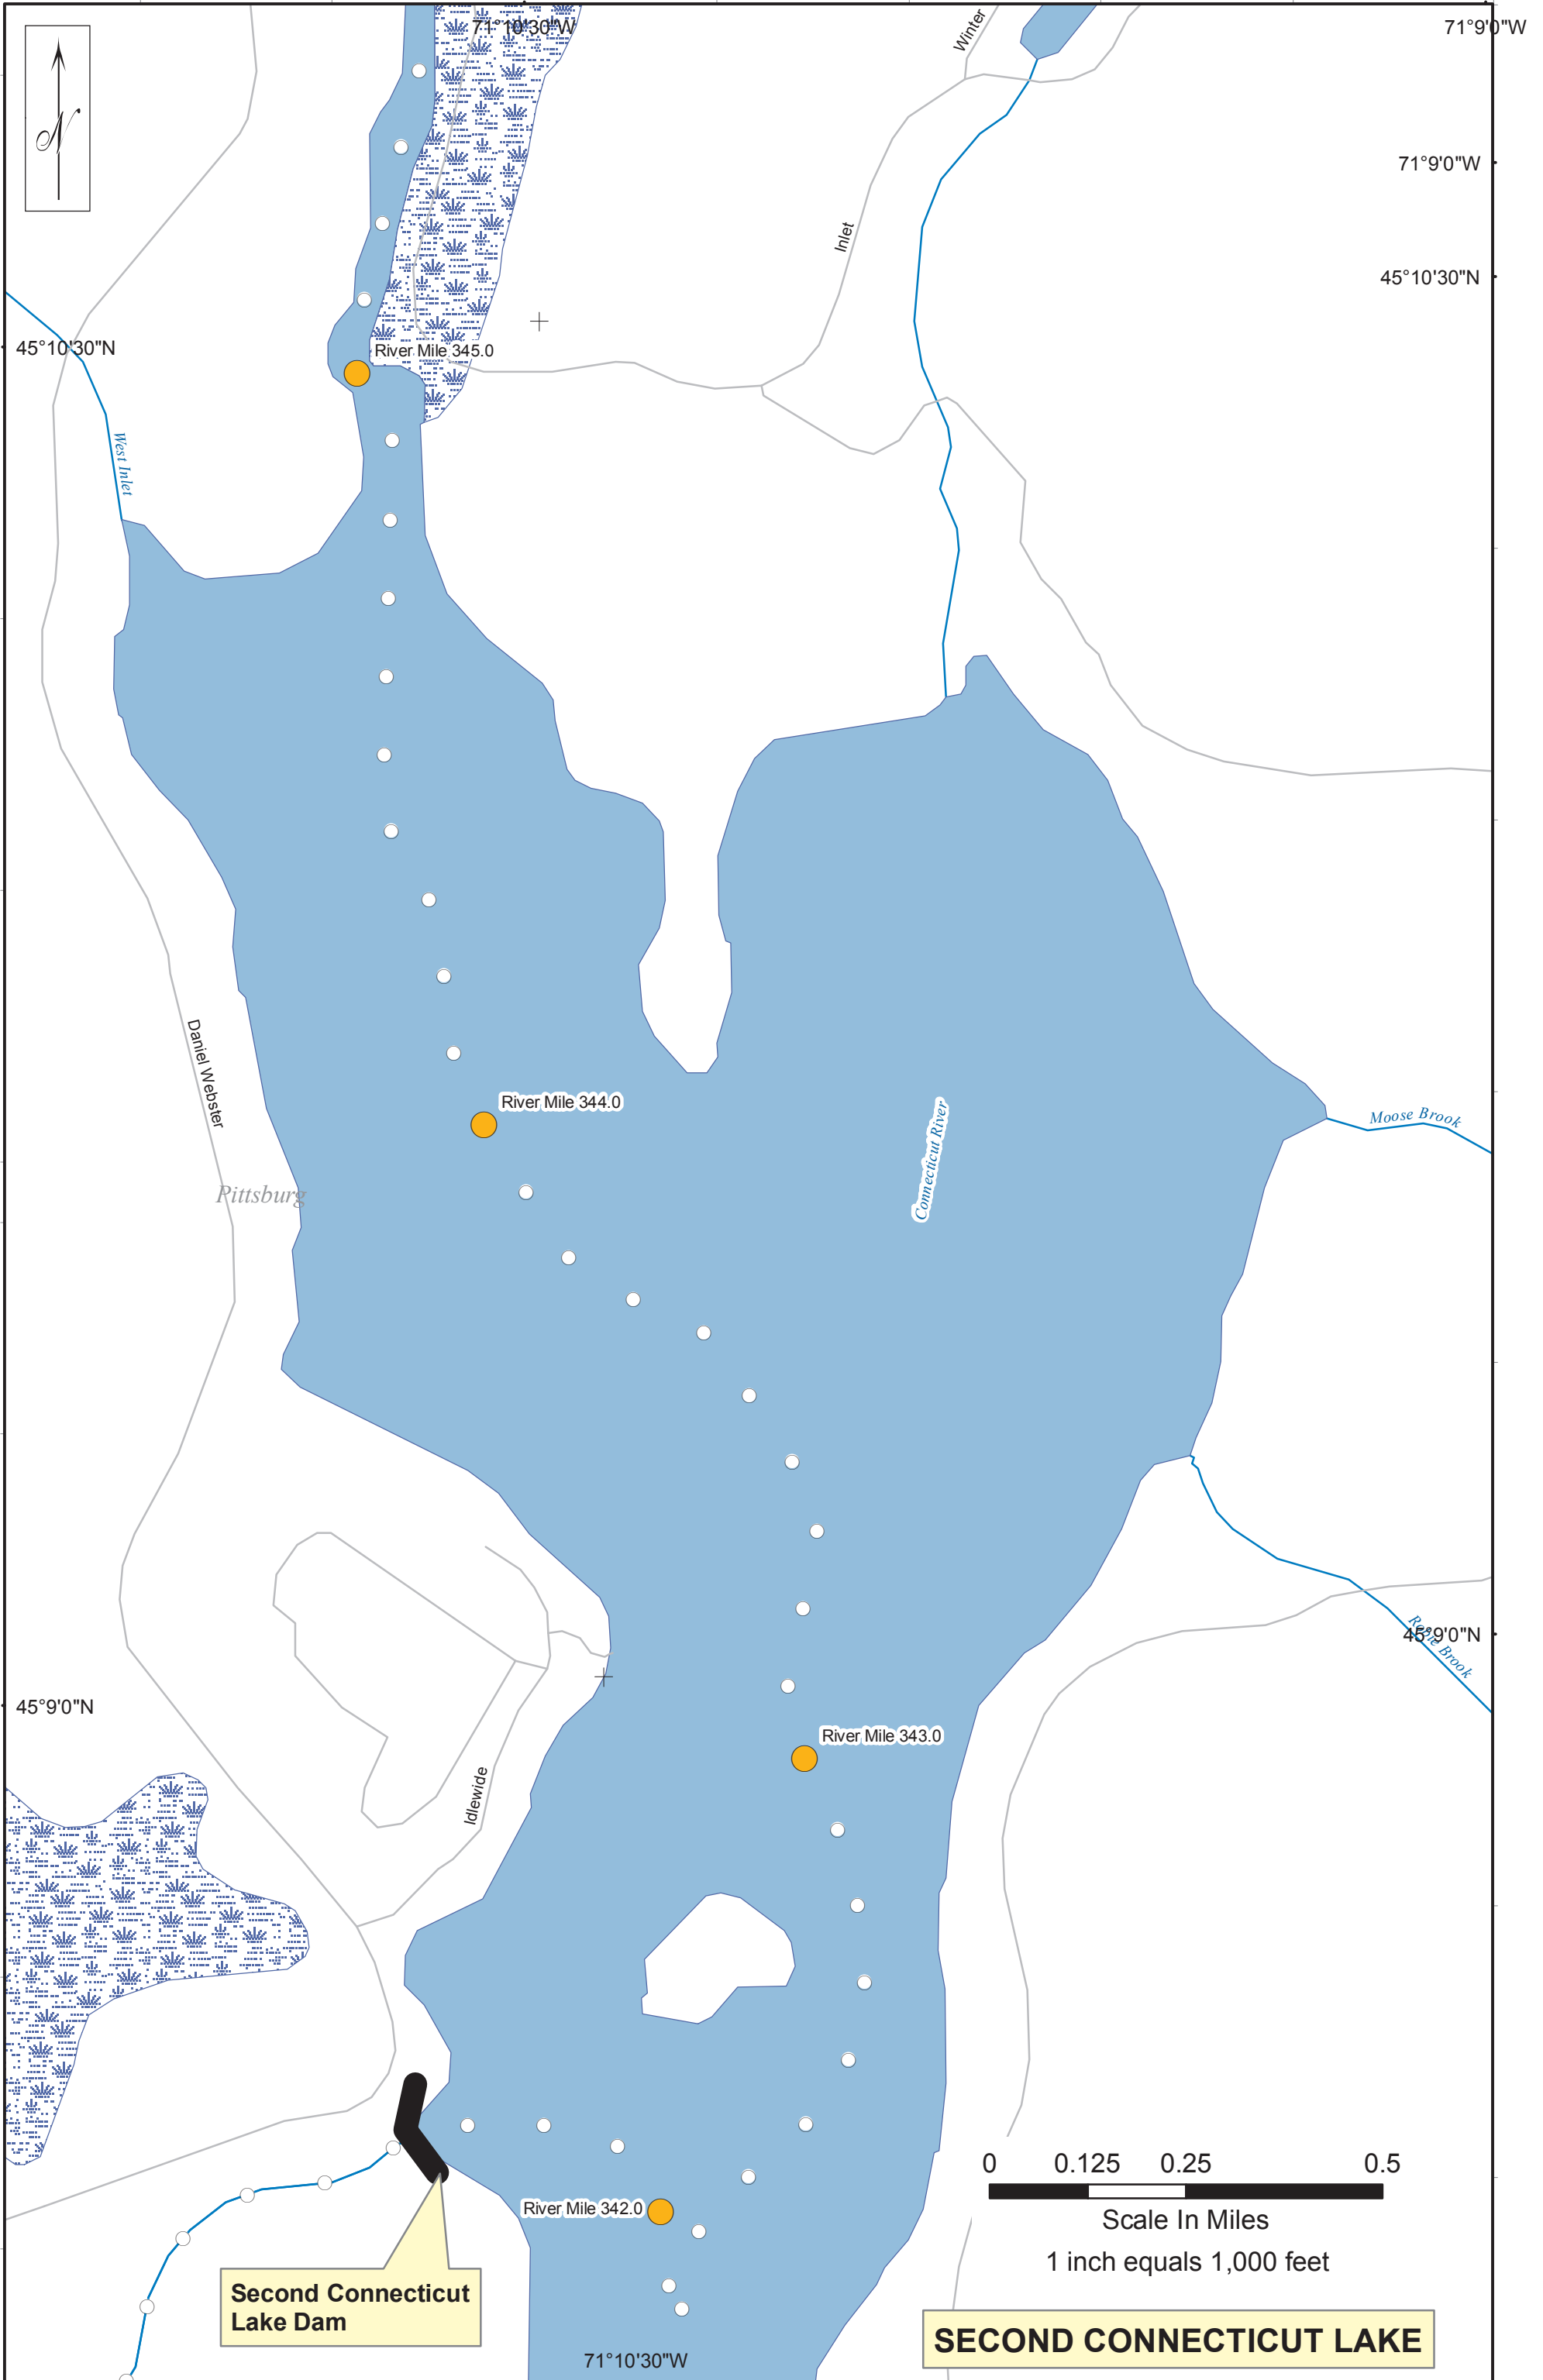 71°10'30"W
71°9'0"W
Winter
N
71°9'0"W
Inlet
45°10'30"N
45°10'30"N
River Mile 345.0
West Inlet
Daniel Webster
River Mile 344.0
Connecticut River
Moose Brook
Pittsburg
45°9'0"N
Robie Brook
45°9'0"N
River Mile 343.0
Idlewide
0 0.125 0.25 0.5
River Mile 342.0
Scale In Miles
1 inch equals 1,000 feet
Second Connecticut
Lake Dam
SECOND CONNECTICUT LAKE
71°10'30"W